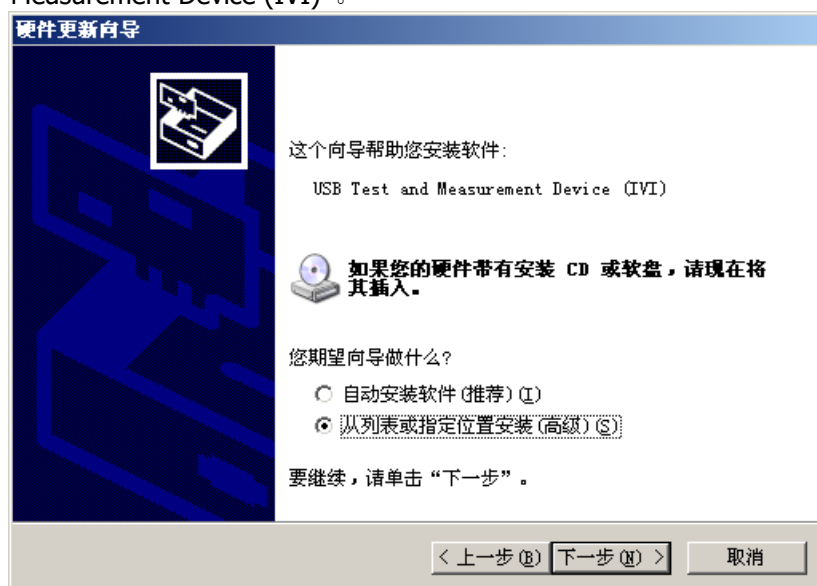 Measurement Device (IVI) 。
硬件更新向导
这个向导帮助您安装软件:
USB Test and Measurement Device (IVI)
如果您的硬件带有安装 CD 或软盘，请现在将
其插入。
您期望向导做什么?
自动安装软件(推荐)(I)
从列表或指定位置安装(高级)(S)
要继续，请单击“下一步”。
< 上一步(B) 下一步(N) > 取消